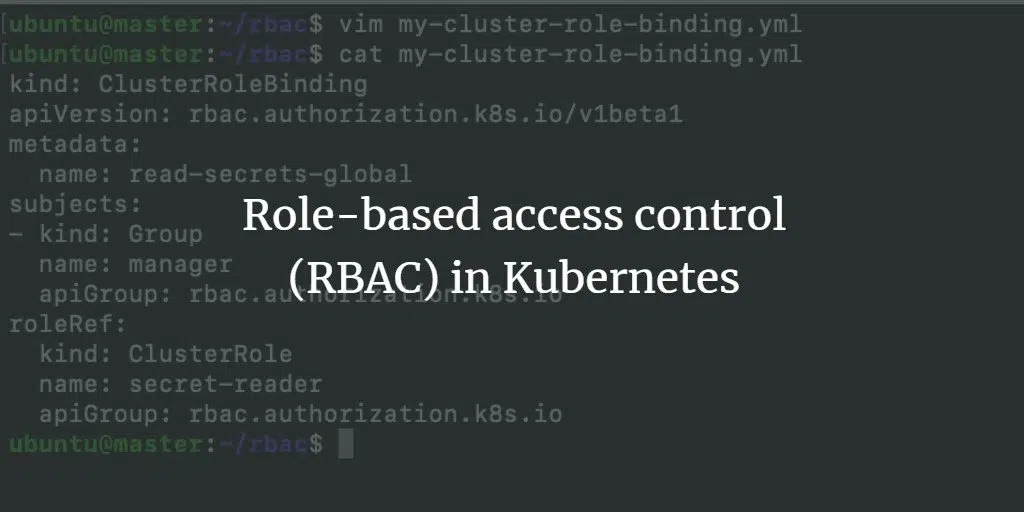 [ubuntu@master:~/rbac$ vim my-cluster-role-binding.yml
[ubuntu@master:~/rbac$ cat my-cluster-role-binding.yml
kind: ClusterRoleBinding
apiVersion: rbac.authorization.k8s.io/v1beta1
metadata:
  name: read-secrets-global
subjects:
- kind: Group
  name: manager
  apiGroup: rbac.authorization.k8s.io
roleRef:
  kind: ClusterRole
  name: secret-reader
  apiGroup: rbac.authorization.k8s.io
ubuntu@master:~/rbac$
Role-based access control
(RBAC) in Kubernetes